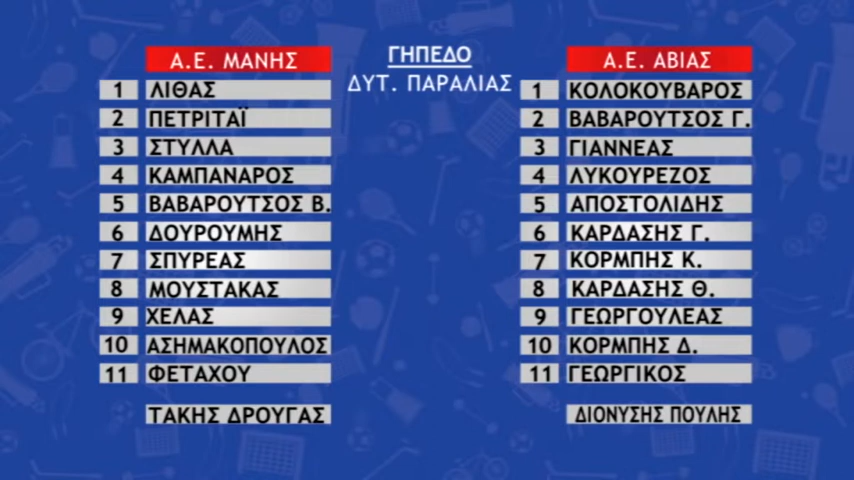 Α.Ε. ΜΑΝΗΣ
1 ΛΙΘΑΣ
2 ΠΕΤΡΙΤΑΪ
3 ΣΤΥΛΛΑ
4 ΚΑΜΠΑΝΑΡΟΣ
5 ΒΑΒΑΡΟΥΤΣΟΣ Β.
6 ΔΟΥΡΟΥΜΗΣ
7 ΣΠΥΡΕΑΣ
8 ΜΟΥΣΤΑΚΑΣ
9 ΧΕΛΑΣ
10 ΑΣΗΜΑΚΟΠΟΥΛΟΣ
11 ΦΕΤΑΧΟΥ
ΤΑΚΗΣ ΔΡΟΥΓΑΣ
ΓΗΠΕΔΟ
ΔΥΤ. ΠΑΡΑΛΙΑΣ
Α.Ε. ΑΒΙΑΣ
1 ΚΟΛΟΚΟΥΒΑΡΟΣ
2 ΒΑΒΑΡΟΥΤΣΟΣ Γ.
3 ΓΙΑΝΝΕΑΣ
4 ΛΥΚΟΥΡΕΖΟΣ
5 ΑΠΟΣΤΟΛΙΔΗΣ
6 ΚΑΡΔΑΣΗΣ Γ.
7 ΚΟΡΜΠΗΣ Κ.
8 ΚΑΡΔΑΣΗΣ Θ.
9 ΓΕΩΡΓΟΥΛΕΑΣ
10 ΚΟΡΜΠΗΣ Δ.
11 ΓΕΩΡΓΙΚΟΣ
ΔΙΟΝΥΣΗΣ ΠΟΥΛΗΣ